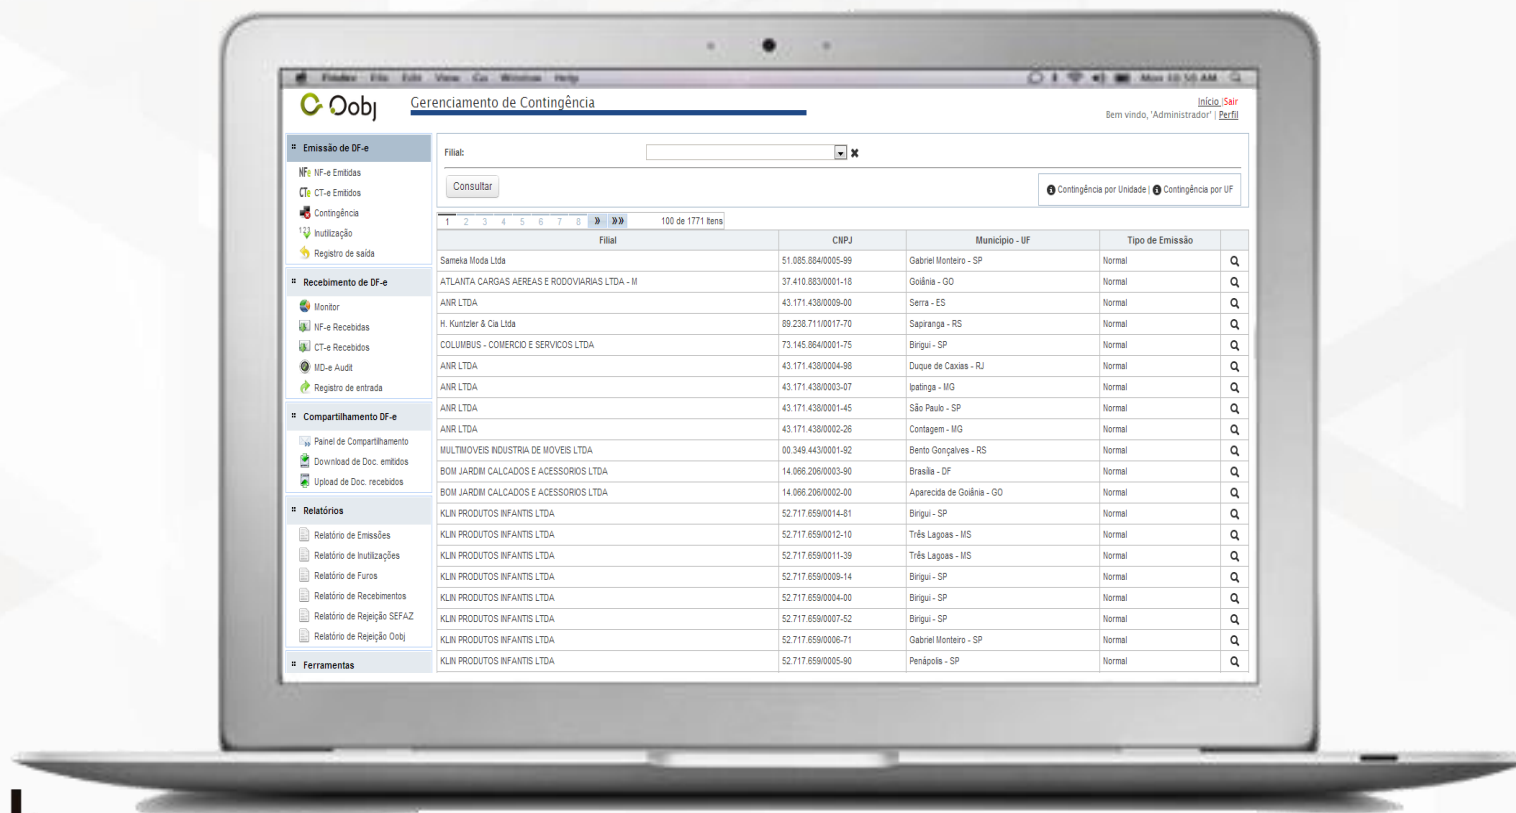 Finder File Edit View Go Window Help Mon 10:56 AM
Oobj Gerenciamento de Contingência
Início |Sair
Bem vindo, 'Administrador' | Perfil
Emissão de DF-e
NF-e Emitidas
CT-e Emitidos
Contingência
Inutilização
Registro de saída
Recebimento de DF-e
Monitor
NF-e Recebidas
CT-e Recebidos
MD-e Audit
Registro de entrada
Compartilhamento DF-e
Painel de Compartilhamento
Download de Doc. emitidos
Upload de Doc. recebidos
Relatórios
Relatório de Emissões
Relatório de Inutilizações
Relatório de Furos
Relatório de Recebimentos
Relatório de Rejeição SEFAZ
Relatório de Rejeição Oobj
Ferramentas
Filial:
Consultar
Contingência por Unidade | Contingência por UF
1 2 3 4 5 6 7 8 » »» 100 de 1771 Itens
Filial CNPJ Município - UF Tipo de Emissão
Sameka Moda Ltda 51.085.884/0005-99 Gabriel Monteiro - SP Normal
ATLANTA CARGAS AEREAS E RODOVIARIAS LTDA - M 37.410.883/0001-18 Goiânia - GO Normal
ANR LTDA 43.171.438/0009-00 Serra - ES Normal
H. Kuntzler & Cia Ltda 89.238.711/0017-70 Sapiranga - RS Normal
COLUMBUS - COMERCIO E SERVICOS LTDA 73.145.864/0001-75 Birigui - SP Normal
ANR LTDA 43.171.438/0004-98 Duque de Caxias - RJ Normal
ANR LTDA 43.171.438/0003-07 Ipatinga - MG Normal
ANR LTDA 43.171.438/0001-45 São Paulo - SP Normal
ANR LTDA 43.171.438/0002-26 Contagem - MG Normal
MULTIMOVEIS INDUSTRIA DE MOVEIS LTDA 00.349.443/0001-92 Bento Gonçalves - RS Normal
BOM JARDIM CALCADOS E ACESSORIOS LTDA 14.066.206/0003-90 Brasília - DF Normal
BOM JARDIM CALCADOS E ACESSORIOS LTDA 14.066.206/0002-00 Aparecida de Goiânia - GO Normal
KLIN PRODUTOS INFANTIS LTDA 52.717.659/0014-81 Birigui - SP Normal
KLIN PRODUTOS INFANTIS LTDA 52.717.659/0012-10 Três Lagoas - MS Normal
KLIN PRODUTOS INFANTIS LTDA 52.717.659/0011-39 Três Lagoas - MS Normal
KLIN PRODUTOS INFANTIS LTDA 52.717.659/0009-14 Birigui - SP Normal
KLIN PRODUTOS INFANTIS LTDA 52.717.659/0004-00 Birigui - SP Normal
KLIN PRODUTOS INFANTIS LTDA 52.717.659/0007-52 Birigui - SP Normal
KLIN PRODUTOS INFANTIS LTDA 52.717.659/0006-71 Gabriel Monteiro - SP Normal
KLIN PRODUTOS INFANTIS LTDA 52.717.659/0005-90 Penápolis - SP Normal